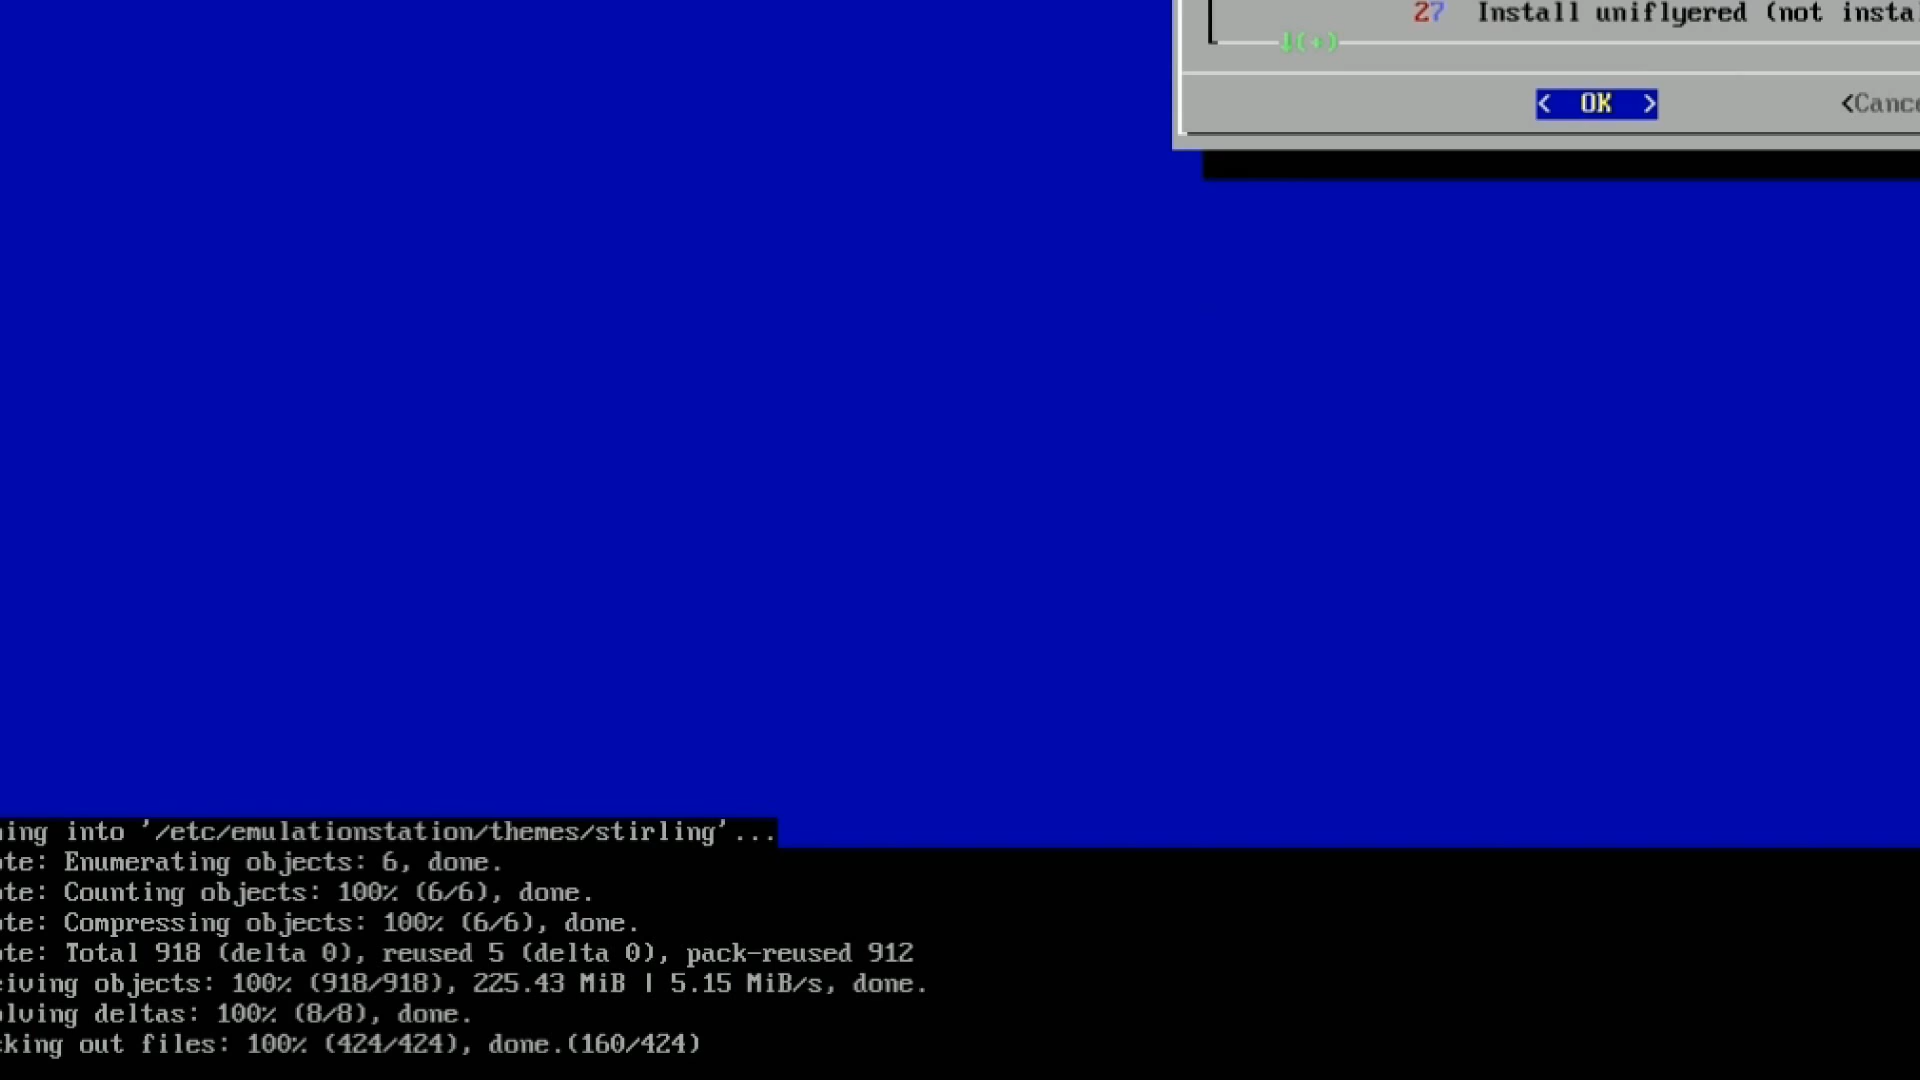 27 Install uniflyered (not insta
↓(+)
< OK > <Cance
ning into '/etc/emulationstation/themes/stirling'...
ote: Enumerating objects: 6, done.
ote: Counting objects: 100% (6/6), done.
ote: Compressing objects: 100% (6/6), done.
ote: Total 918 (delta 0), reused 5 (delta 0), pack-reused 912
eiving objects: 100% (918/918), 225.43 MiB | 5.15 MiB/s, done.
olving deltas: 100% (8/8), done.
cking out files: 100% (424/424), done.(160/424)